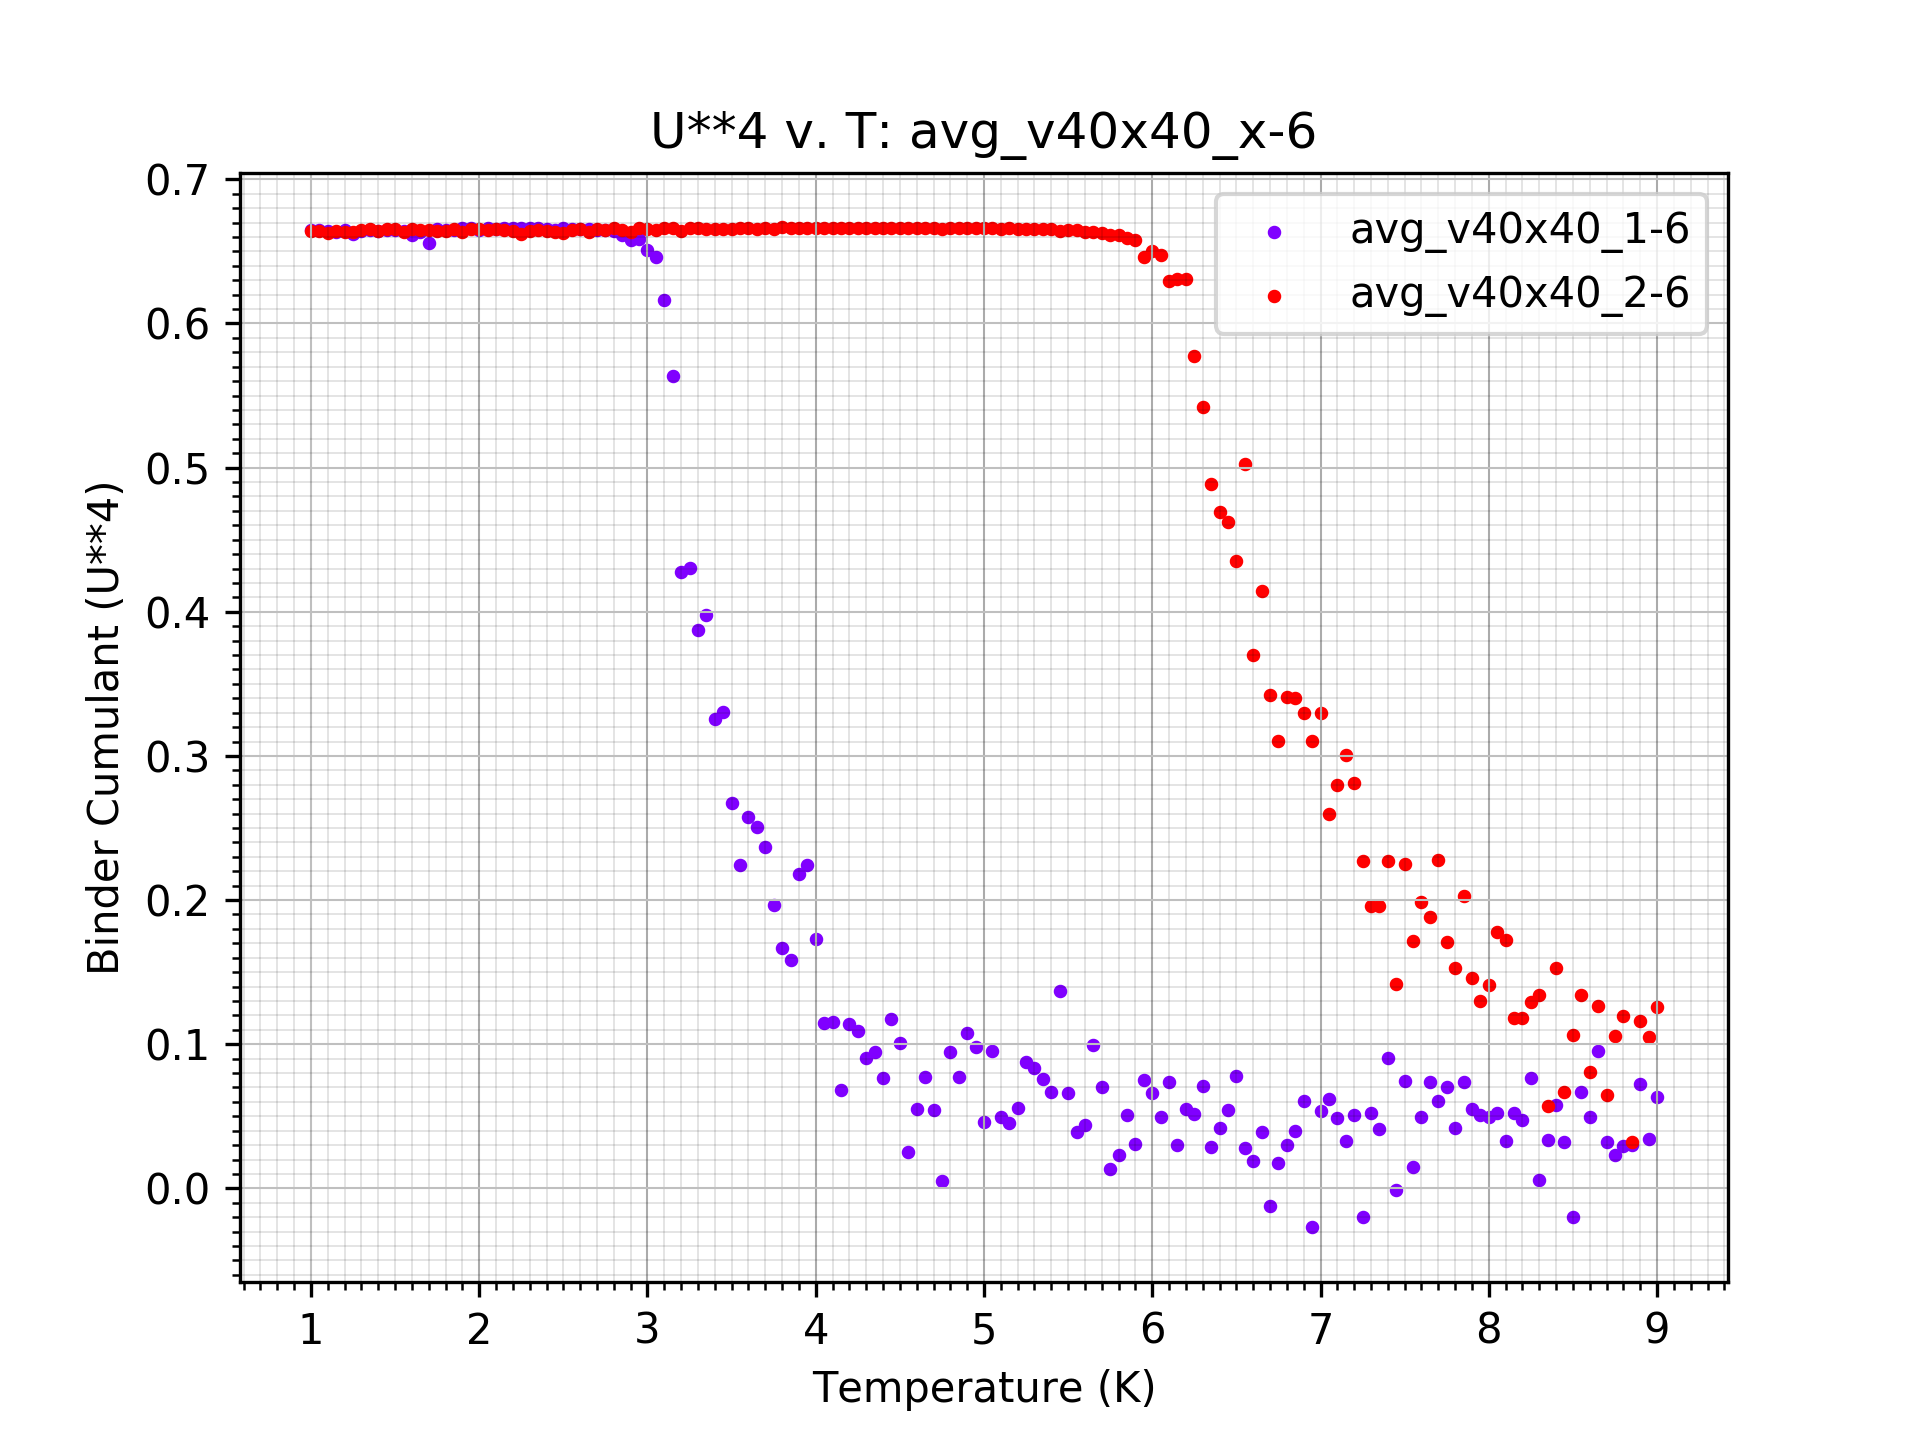 U**4 v. T: avg_v40x40_x-6
avg_v40x40_1-6
avg_v40x40_2-6
Binder Cumulant (U**4)
0.7
0.6
0.5
0.4
0.3
0.2
0.1
0.0
1 2 3 4 5 6 7 8 9
Temperature (K)